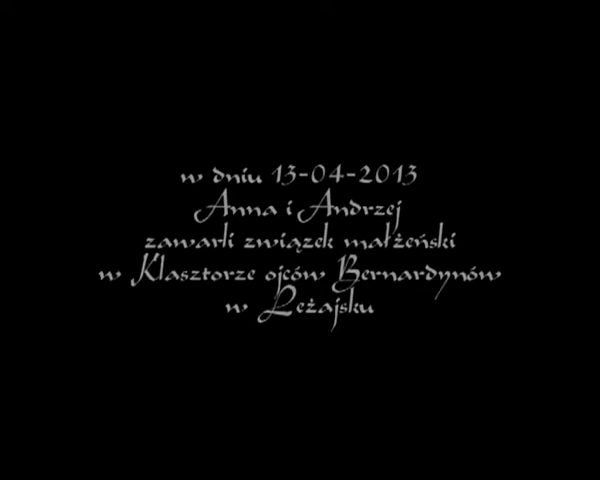 w dniu 13-04-2013
Anna i Andrzej
zawarli związek małżeński
w Klasztorze ojców Bernardynów
w Leżajsku